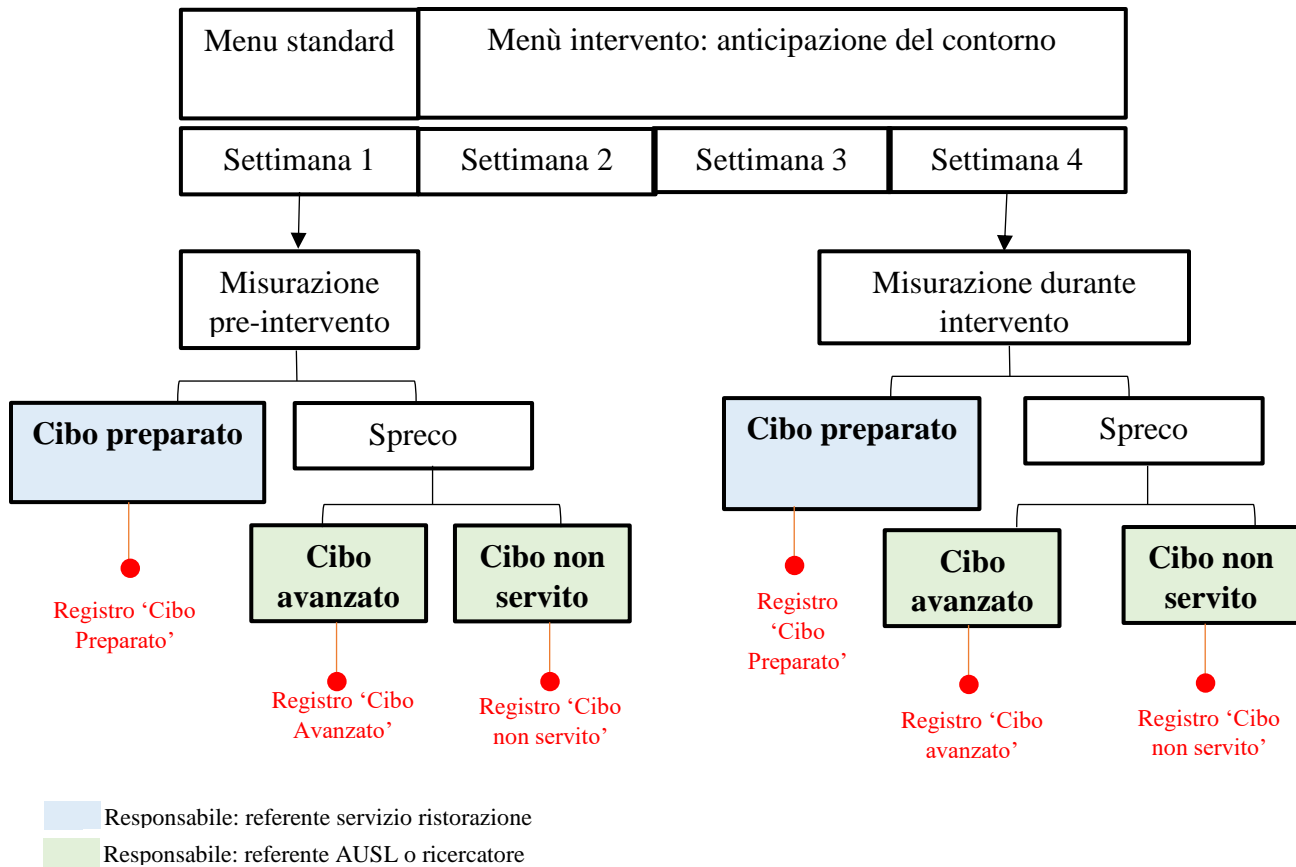 Menu standard
Menù intervento: anticipazione del contorno
Settimana 1
Settimana 2
Settimana 3
Settimana 4
Misurazione
pre-intervento
Misurazione durante
intervento
Cibo preparato
Spreco
Cibo preparato
Spreco
Cibo
avanzato
Cibo non
servito
Cibo
avanzato
Cibo non
servito
Registro ‘Cibo
Preparato’
Registro ‘Cibo
Avanzato’
Registro ‘Cibo
non servito’
Registro
‘Cibo
Preparato’
Registro ‘Cibo
avanzato’
Registro ‘Cibo
non servito’
Responsabile: referente servizio ristorazione
Responsabile: referente AUSL o ricercatore